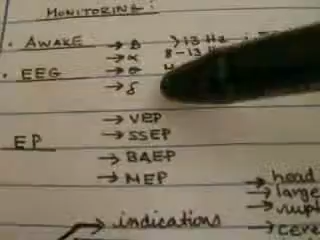 MONITORING:
• AWAKE → β >13 Hz
→ α 8-13 Hz
• EEG → θ
→ δ
→ VEP
→ SSEP
EP
→ BAEP
→ MEP
→ head
→ large
→ indications